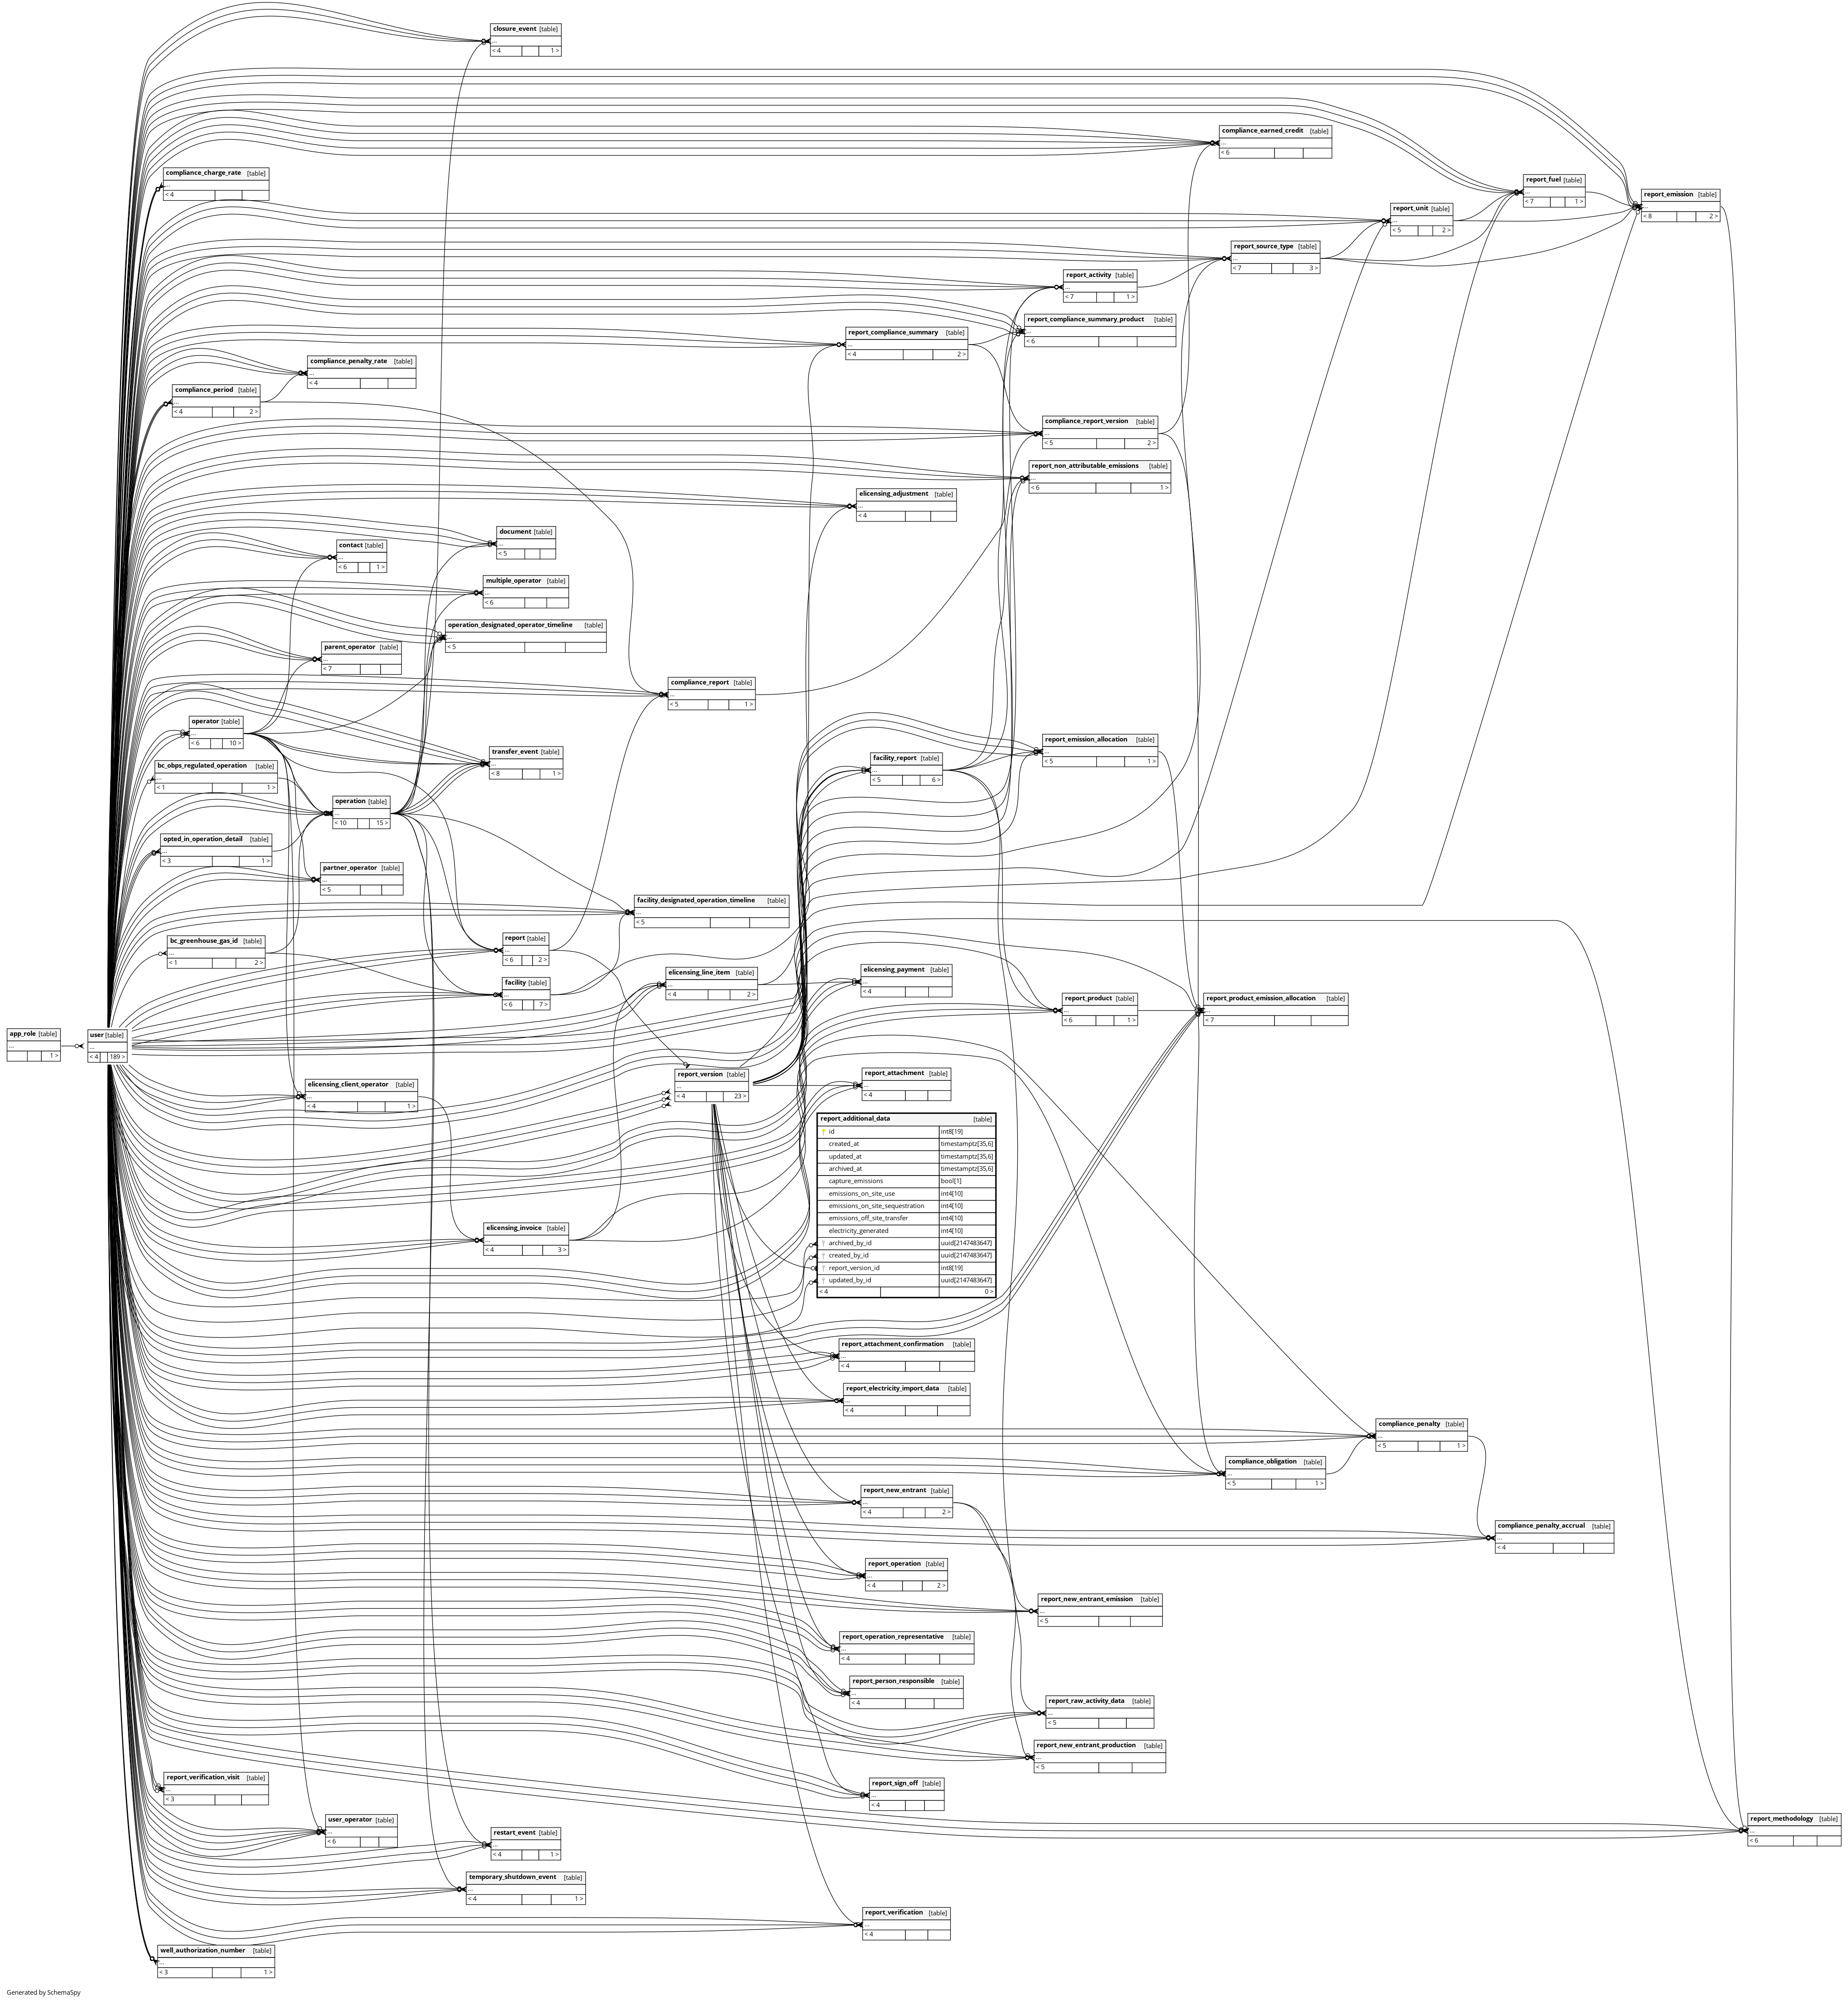 closure_event [table]
...
< 4 1 >
compliance_earned_credit [table]
...
< 6
compliance_charge_rate [table]
...
< 4
report_fuel [table]
...
< 7 1 >
report_emission [table]
...
< 8 2 >
report_unit [table]
...
< 5 2 >
report_source_type [table]
...
< 7 3 >
report_activity [table]
...
< 7 1 >
report_compliance_summary_product [table]
...
< 6
report_compliance_summary [table]
...
< 4 2 >
compliance_penalty_rate [table]
...
< 4
compliance_period [table]
...
< 4 2 >
compliance_report_version [table]
...
< 5 2 >
report_non_attributable_emissions [table]
...
< 6 1 >
elicensing_adjustment [table]
...
< 4
document [table]
...
< 5
contact [table]
...
< 6 1 >
multiple_operator [table]
...
< 6
operation_designated_operator_timeline [table]
...
< 5
parent_operator [table]
...
< 7
compliance_report [table]
...
< 5 1 >
operator [table]
...
< 6 10 >
report_emission_allocation [table]
...
< 5 1 >
transfer_event [table]
...
< 8 1 >
facility_report [table]
...
< 5 6 >
bc_obps_regulated_operation [table]
...
< 1 1 >
operation [table]
...
< 10 15 >
opted_in_operation_detail [table]
...
< 3 1 >
partner_operator [table]
...
< 5
facility_designated_operation_timeline [table]
...
< 5
report [table]
...
< 6 2 >
bc_greenhouse_gas_id [table]
...
< 1 2 >
elicensing_payment [table]
...
< 4
elicensing_line_item [table]
...
< 4 2 >
facility [table]
...
< 6 7 >
report_product [table]
...
< 6 1 >
report_product_emission_allocation [table]
...
< 7
app_role [table]
...
1 >
user [table]
...
< 4 189 >
report_version [table]
...
< 4 23 >
report_attachment [table]
...
< 4
elicensing_client_operator [table]
...
< 4 1 >
report_additional_data [table]
id int8[19]
created_at timestamptz[35,6]
updated_at timestamptz[35,6]
archived_at timestamptz[35,6]
capture_emissions bool[1]
emissions_on_site_use int4[10]
emissions_on_site_sequestration int4[10]
emissions_off_site_transfer int4[10]
electricity_generated int4[10]
archived_by_id uuid[2147483647]
created_by_id uuid[2147483647]
report_version_id int8[19]
updated_by_id uuid[2147483647]
< 4 0 >
elicensing_invoice [table]
...
< 4 3 >
report_attachment_confirmation [table]
...
< 4
report_electricity_import_data [table]
...
< 4
compliance_penalty [table]
...
< 5 1 >
compliance_obligation [table]
...
< 5 1 >
report_new_entrant [table]
...
< 4 2 >
compliance_penalty_accrual [table]
...
< 4
report_operation [table]
...
< 4 2 >
report_new_entrant_emission [table]
...
< 5
report_operation_representative [table]
...
< 4
report_person_responsible [table]
...
< 4
report_raw_activity_data [table]
...
< 5
report_new_entrant_production [table]
...
< 5
report_verification_visit [table]
...
< 3
report_sign_off [table]
...
< 4
user_operator [table]
...
< 6
report_methodology [table]
...
< 6
restart_event [table]
...
< 4 1 >
temporary_shutdown_event [table]
...
< 4 1 >
report_verification [table]
...
< 4
well_authorization_number [table]
...
< 3 1 >
Generated by SchemaSpy